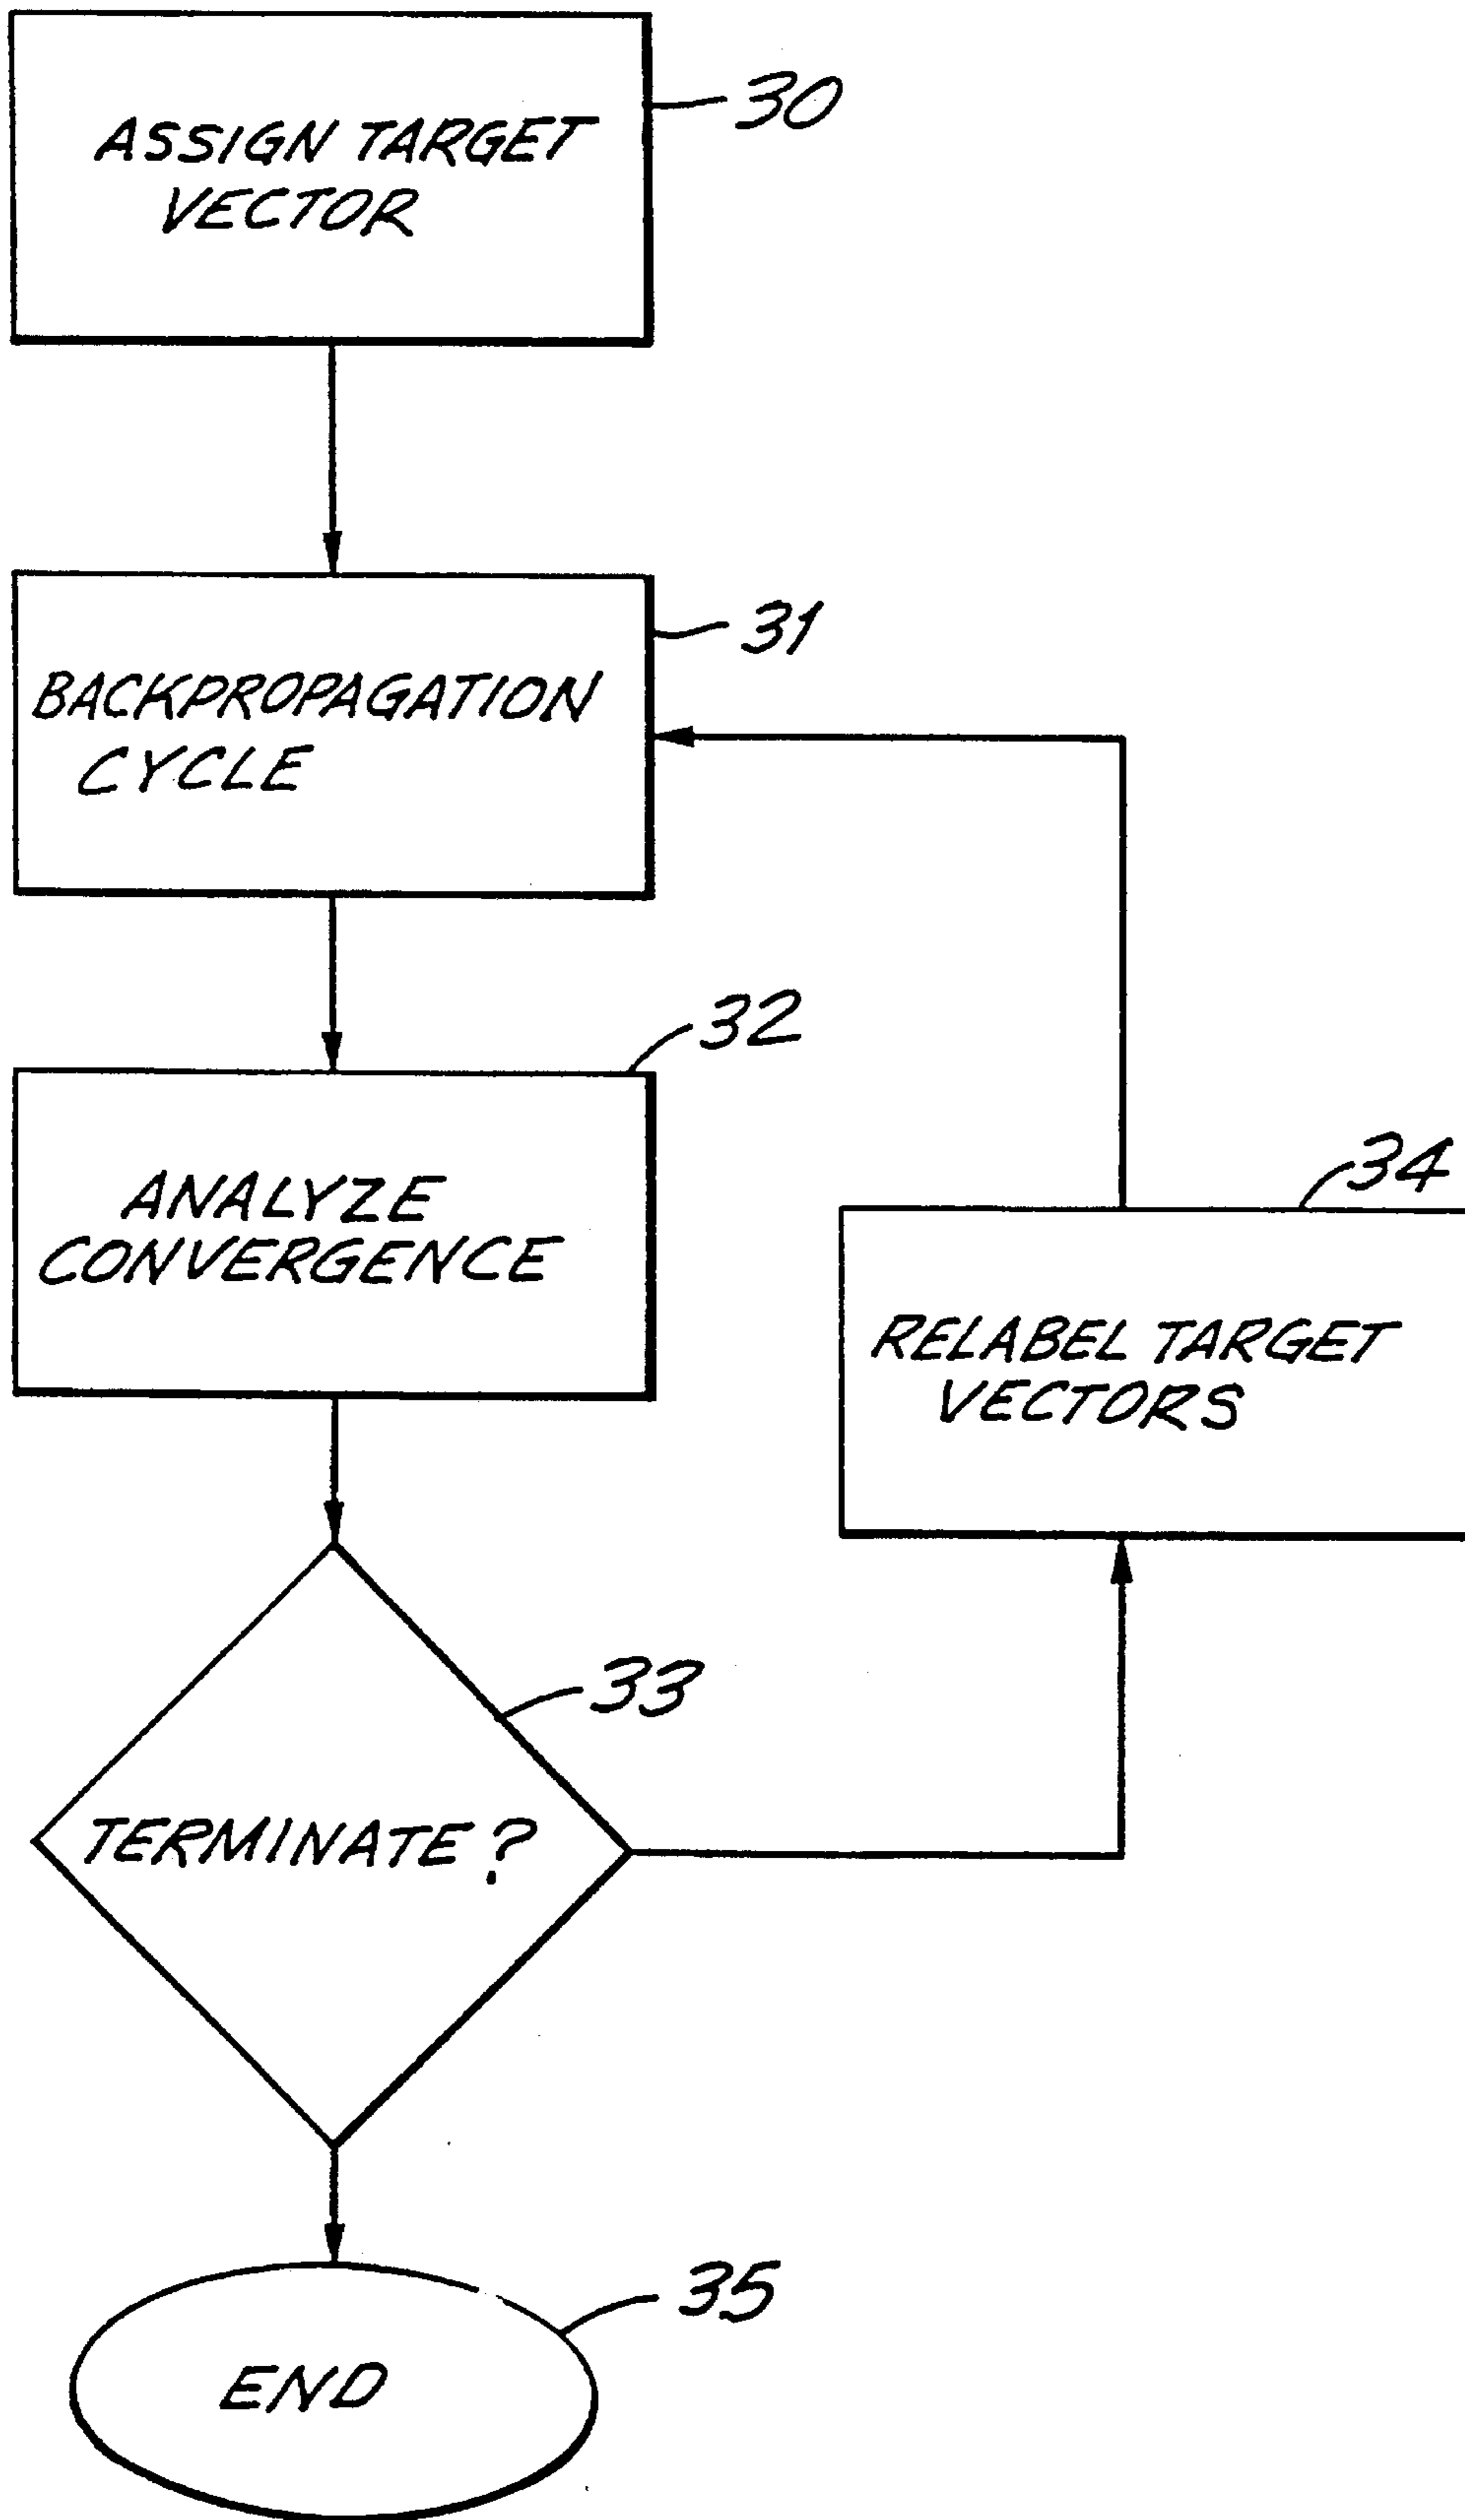 ASSIGN TARGET
VECTOR
30
BACKPROPAGATION
CYCLE
31
ANALYZE
CONVERGENCE
32
RELABEL TARGET
VECTORS
34
TERMINATE?
33
END
35